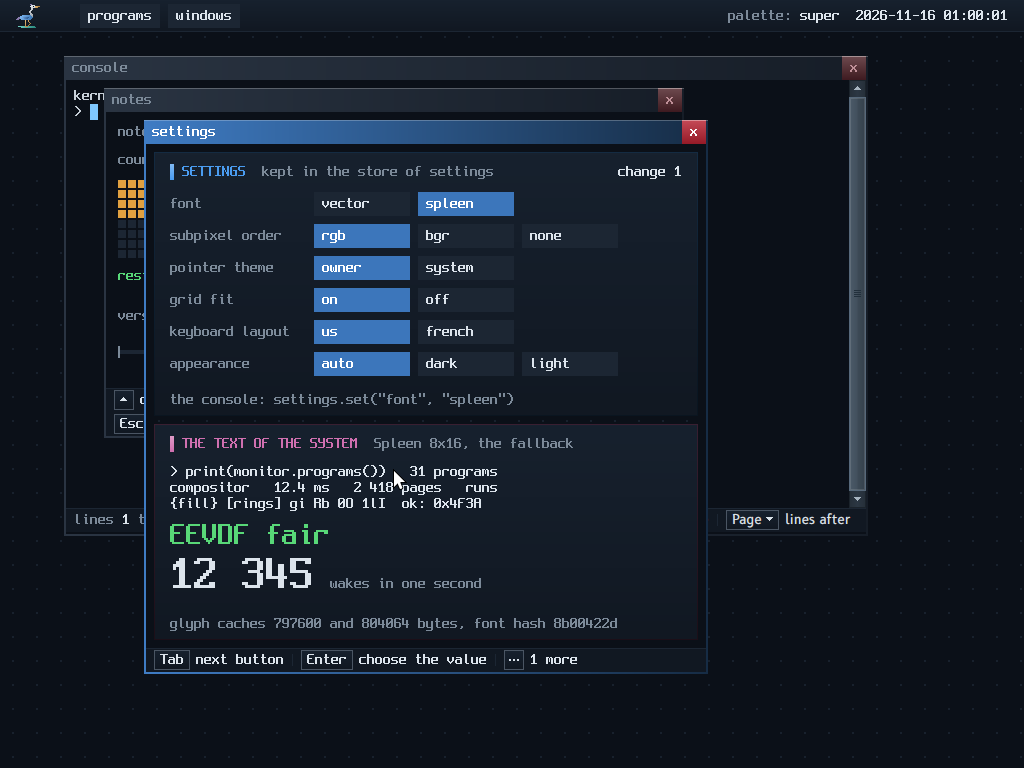 programs windows palette: super 2026-11-16 01:00:01
console x
kern
>
notes x
settings x
SETTINGS kept in the store of settings change 1
font vector spleen
subpixel order rgb bgr none
pointer theme owner system
grid fit on off
keyboard layout us french
appearance auto dark light
the console: settings.set("font", "spleen")
THE TEXT OF THE SYSTEM Spleen 8x16, the fallback
> print(monitor.programs()) 31 programs
compositor 12.4 ms 2 418 pages runs
{fill} [rings] gi Rb 0O 1lI ok: 0x4F3A
EEVDF fair
12 345 wakes in one second
glyph caches 797600 and 804064 bytes, font hash 8b00422d
Esc
lines 1 Page lines after
Tab next button Enter choose the value ... 1 more